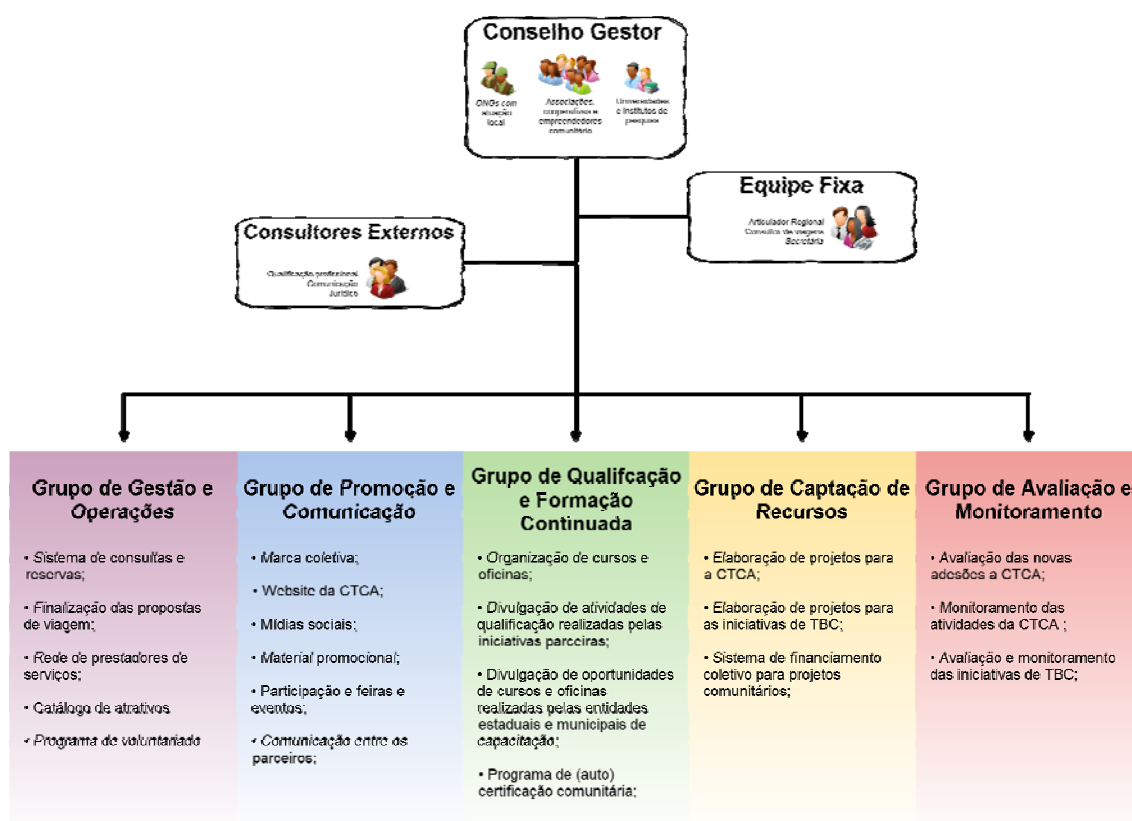 Conselho Gestor
ONGs com
atuação
local
Associações,
cooperativas e
empreendedores
comunitário
Universidades
e institutos de
pesquisa
Equipe Fixa
Articulador Regional
Consultor de viagens
Secretária
Consultores Externos
Qualificação profissional
Comunicação
Jurídico
Grupo de Gestão e
Operações
• Sistema de consultas e
reservas;
• Finalização das propostas
de viagem;
• Rede de prestadores de
serviços;
• Catálogo de atrativos
• Programa de voluntariado
Grupo de Promoção e
Comunicação
• Marca coletiva;
• Website da CTCA;
• Mídias sociais;
• Material promocional;
• Participação e feiras e
eventos;
• Comunicação entre os
parceiros;
Grupo de Qualifcação
e Formação
Continuada
• Organização de cursos e
oficinas;
• Divulgação de atividades de
qualificação realizadas pelas
iniciativas parceiras;
• Divulgação de oportunidades
de cursos e oficinas
realizadas pelas entidades
estaduais e municipais de
capacitação;
• Programa de (auto)
certificação comunitária;
Grupo de Captação de
Recursos
• Elaboração de projetos para
a CTCA;
• Elaboração de projetos para
as iniciativas de TBC;
• Sistema de financiamento
coletivo para projetos
comunitários;
Grupo de Avaliação e
Monitoramento
• Avaliação das novas
adesões a CTCA;
• Monitoramento das
atividades da CTCA ;
• Avaliação e monitoramento
das iniciativas de TBC;